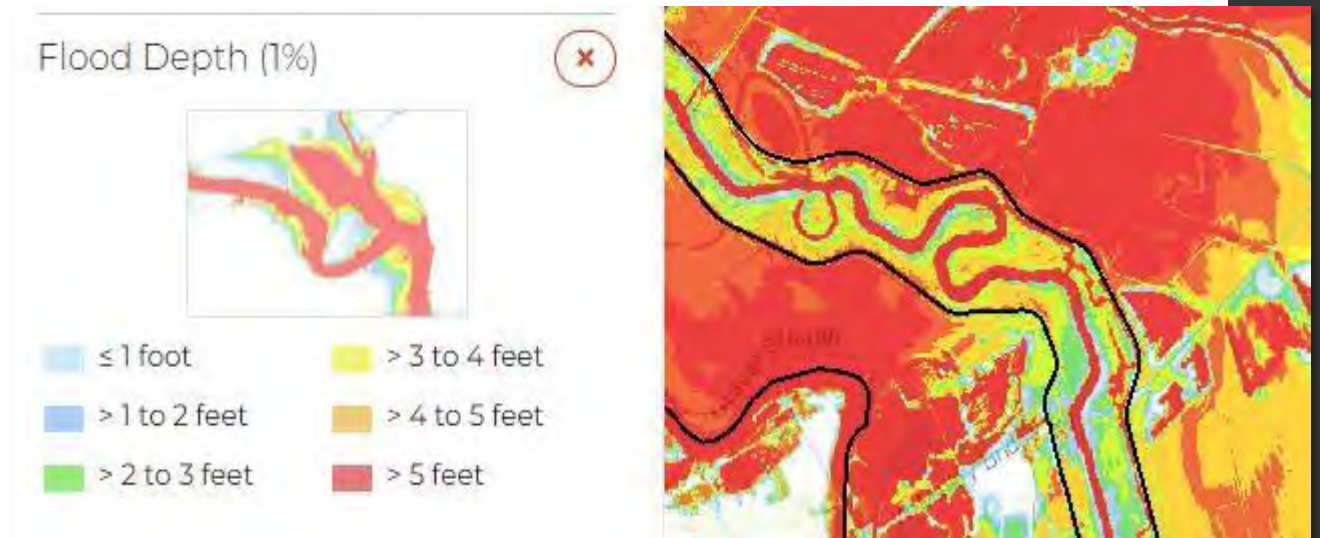 Flood Depth (1%)
≤ 1 foot
> 3 to 4 feet
> 1 to 2 feet
> 4 to 5 feet
> 2 to 3 feet
> 5 feet